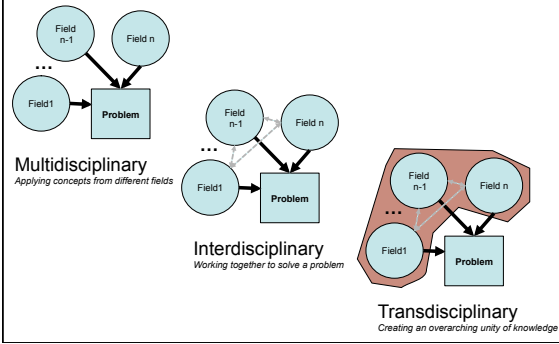 Field
n-1
Field n
...
Field1
Problem
Multidisciplinary
Applying concepts from different fields
Field
n-1
Field n
...
Field1
Problem
Interdisciplinary
Working together to solve a problem
Field
n-1
Field n
...
Field1
Problem
Transdisciplinary
Creating an overarching unity of knowledge